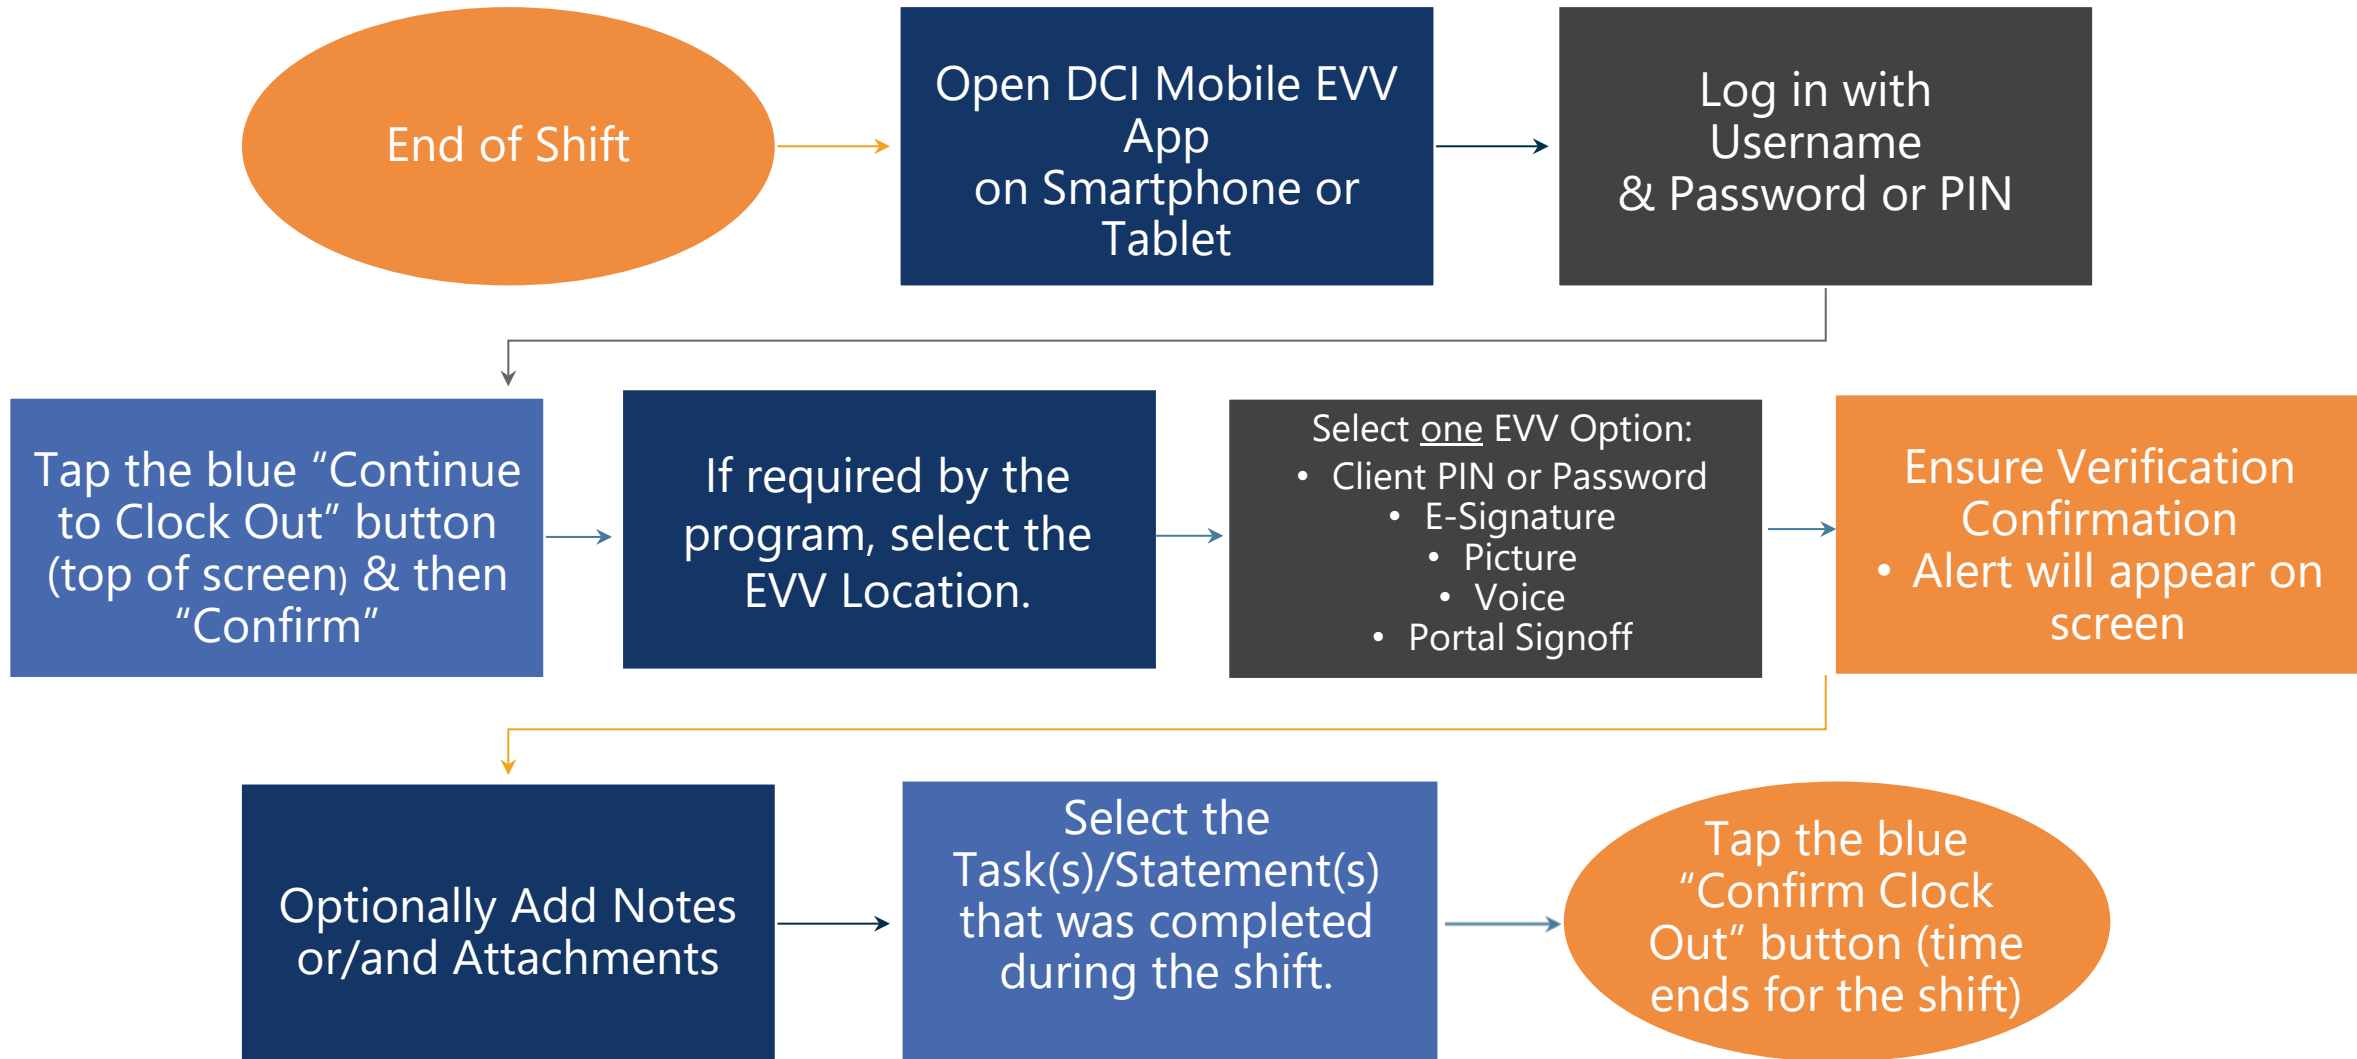 End of Shift
Open DCI Mobile EVV
App
on Smartphone or
Tablet
Log in with
Username
& Password or PIN
Tap the blue “Continue
to Clock Out” button
(top of screen) & then
“Confirm”
If required by the
program, select the
EVV Location.
Select one EVV Option:
• Client PIN or Password
• E-Signature
• Picture
• Voice
• Portal Signoff
Ensure Verification
Confirmation
• Alert will appear on
screen
Optionally Add Notes
or/and Attachments
Select the
Task(s)/Statement(s)
that was completed
during the shift.
Tap the blue
“Confirm Clock
Out” button (time
ends for the shift)